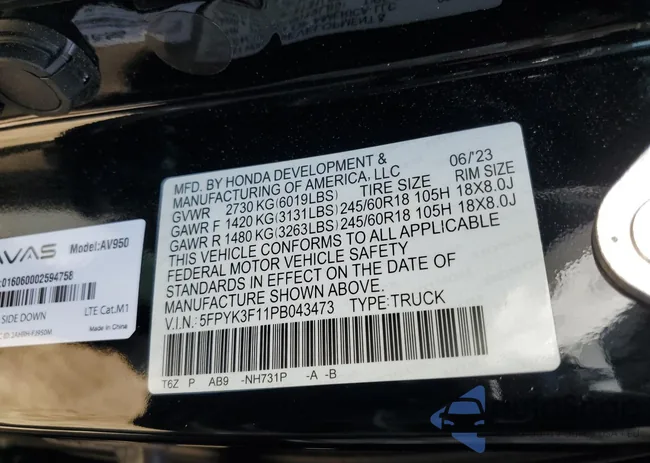 MFD. BY HONDA DEVELOPMENT & 06/'23
MANUFACTURING OF AMERICA, LLC
GVWR 2730 KG(6019LBS) TIRE SIZE RIM SIZE
GAWR F 1420 KG(3131LBS) 245/60R18 105H 18X8.0J
GAWR R 1480 KG(3263LBS) 245/60R18 105H 18X8.0J
THIS VEHICLE CONFORMS TO ALL APPLICABLE
FEDERAL MOTOR VEHICLE SAFETY
STANDARDS IN EFFECT ON THE DATE OF
MANUFACTURE SHOWN ABOVE.
V.I.N.: 5FPYK3F11PB043473 TYPE:TRUCK
T6Z P AB9 -NH731P -A -B
AVAS Model:AV950
:016060002594758
SIDE DOWN LTE Cat.M1
Made in China